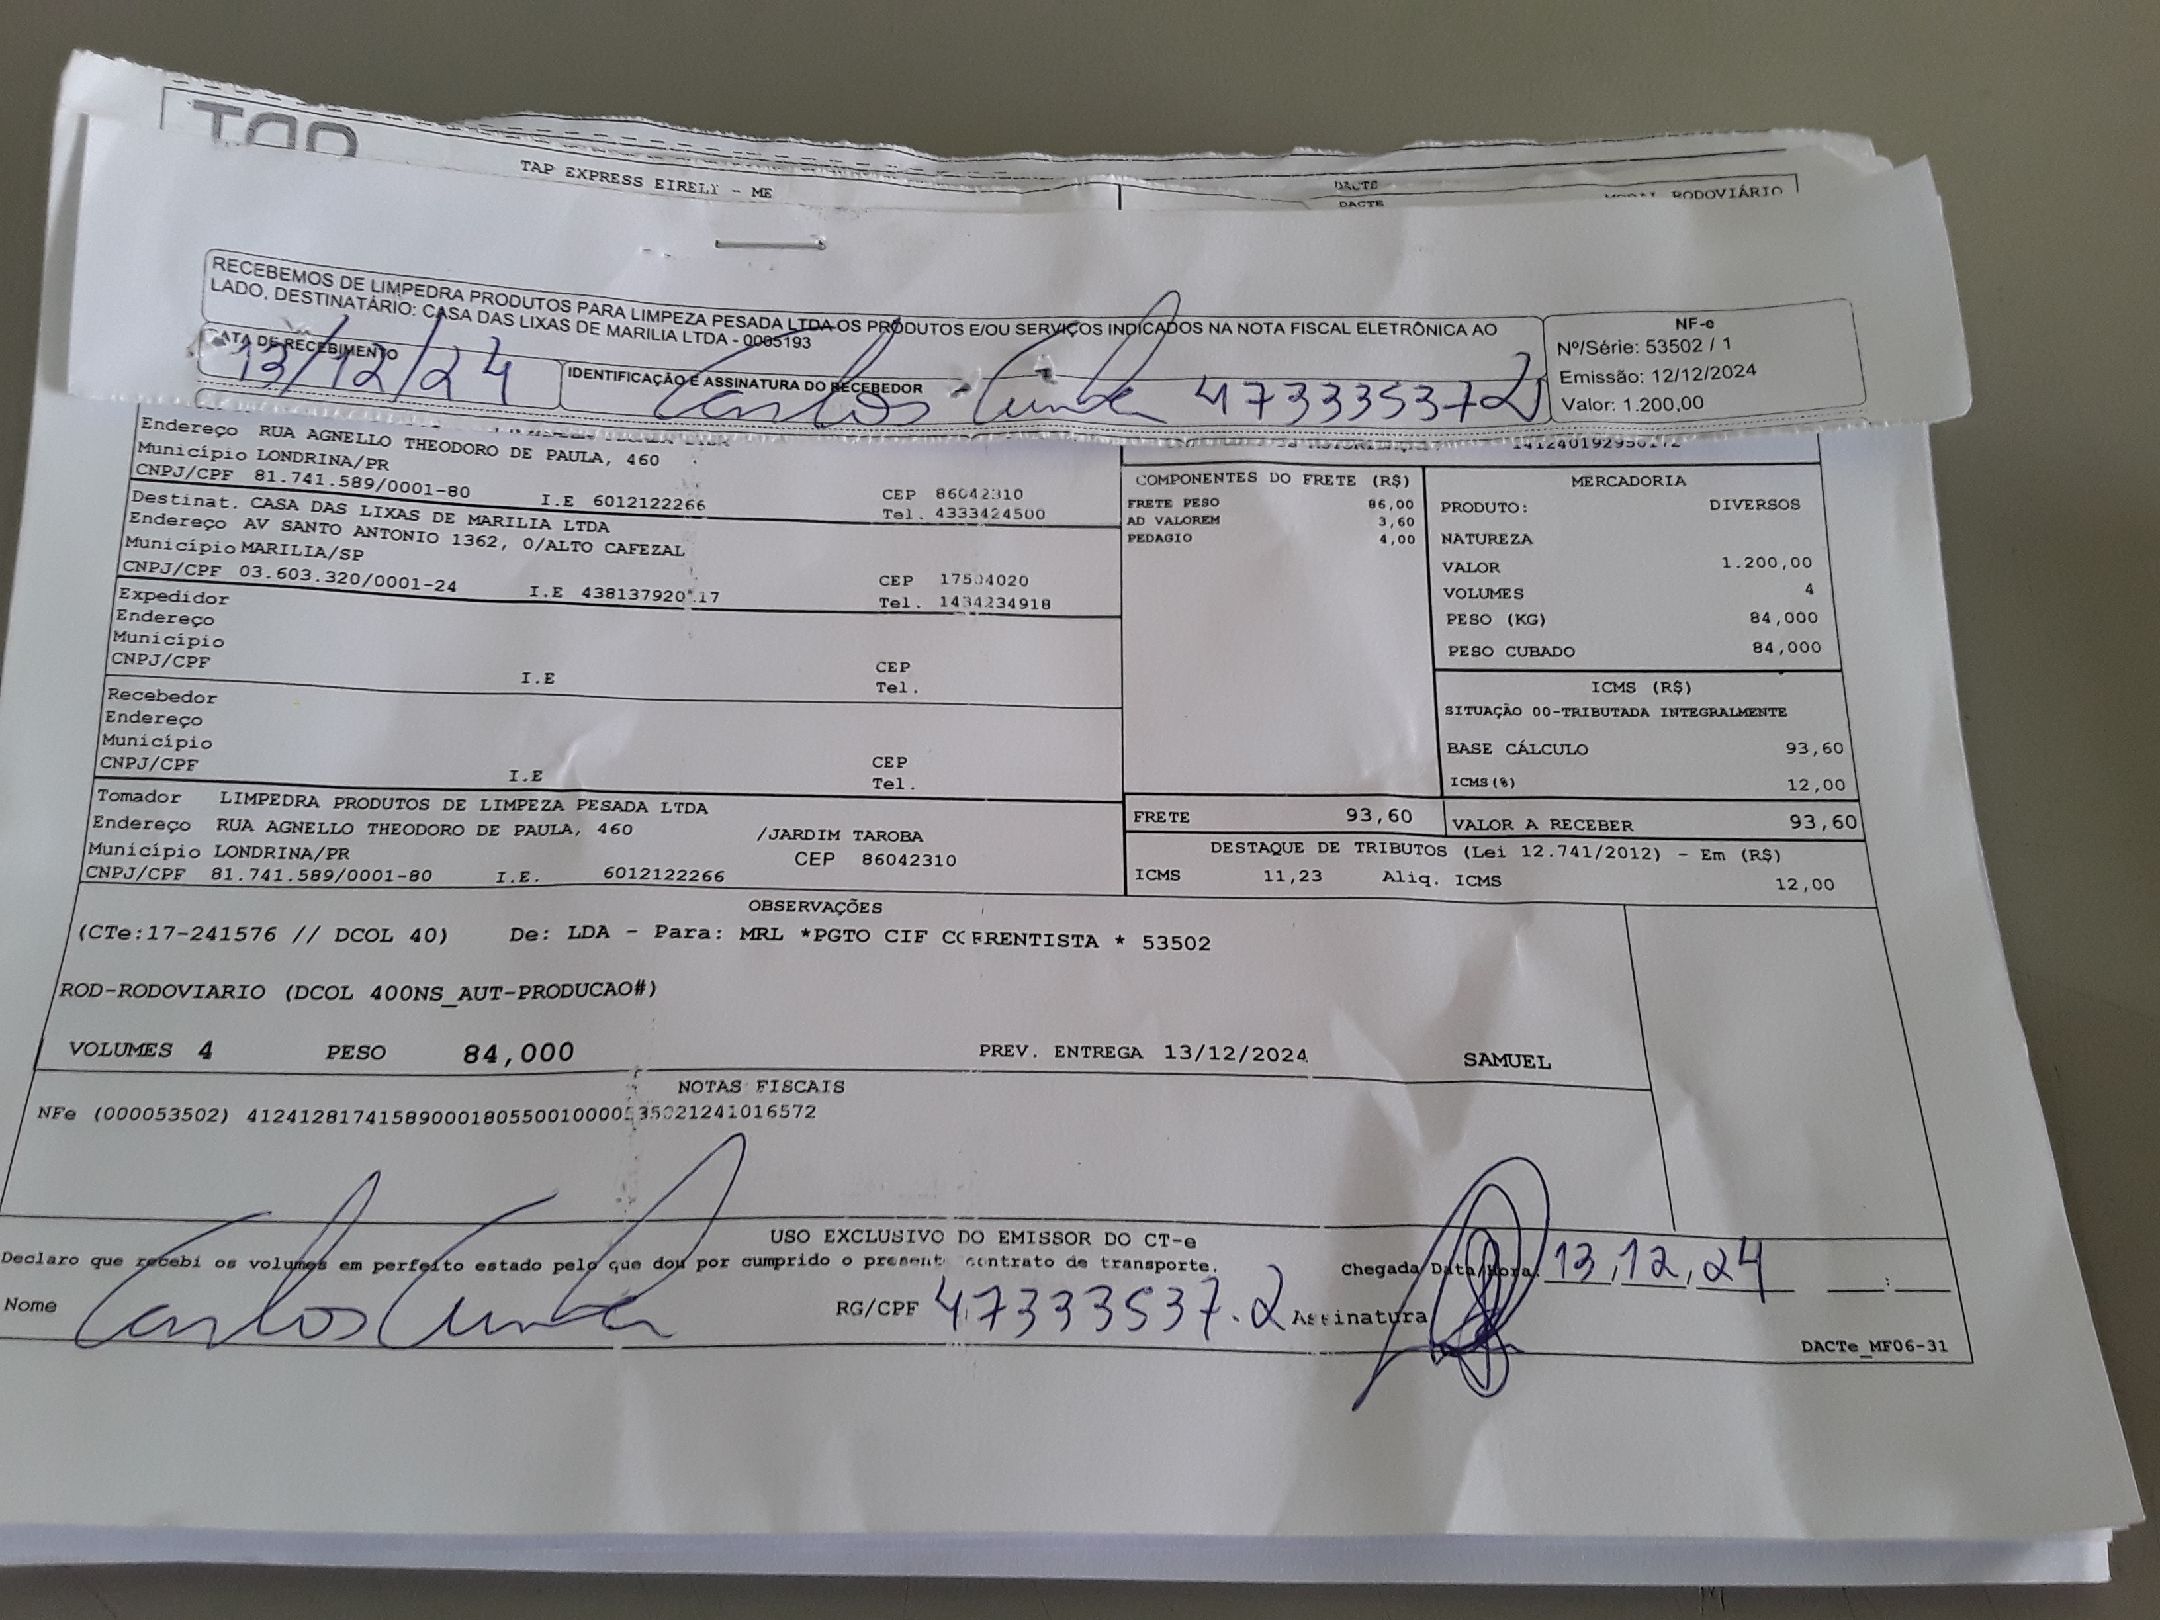 TAP
TAP EXPRESS EIRELI - ME
DACTE
DACTE
RODOVIÁRIO
RECEBEMOS DE LIMPEDRA PRODUTOS PARA LIMPEZA PESADA LTDA OS PRODUTOS E/OU SERVIÇOS INDICADOS NA NOTA FISCAL ELETRÔNICA AO
LADO. DESTINATÁRIO: CASA DAS LIXAS DE MARILIA LTDA - 0005193
DATA DE RECEBIMENTO
13/12/24
IDENTIFICAÇÃO E ASSINATURA DO RECEBEDOR
Carlos 473335372
NF-e
Nº/Série: 53502 / 1
Emissão: 12/12/2024
Valor: 1.200,00
Endereço RUA AGNELLO THEODORO DE PAULA, 460
Município LONDRINA/PR CEP 86042310
CNPJ/CPF 81.741.589/0001-80 I.E 6012122266 Tel. 4333424500
Destinat. CASA DAS LIXAS DE MARILIA LTDA
Endereço AV SANTO ANTONIO 1362, 0/ALTO CAFEZAL
Município MARILIA/SP CEP 17504020
CNPJ/CPF 03.603.320/0001-24 I.E Tel. 1434234918
Expedidor
Endereço
Município CEP
CNPJ/CPF I.E Tel.
Recebedor
Endereço
Município CEP
CNPJ/CPF I.E Tel.
Tomador LIMPEDRA PRODUTOS DE LIMPEZA PESADA LTDA
Endereço RUA AGNELLO THEODORO DE PAULA, 460 /JARDIM TAROBA
Município LONDRINA/PR CEP 86042310
CNPJ/CPF 81.741.589/0001-80 I.E. 6012122266
COMPONENTES DO FRETE (R$)
FRETE PESO 86,00
AD VALOREM 3,60
PEDAGIO 4,00
MERCADORIA
PRODUTO: DIVERSOS
NATUREZA
VALOR 1.200,00
VOLUMES 4
PESO (KG) 84,000
PESO CUBADO 84,000
ICMS (R$)
SITUAÇÃO 00-TRIBUTADA INTEGRALMENTE
BASE CÁLCULO 93,60
ICMS(%) 12,00
FRETE 93,60 VALOR A RECEBER 93,60
DESTAQUE DE TRIBUTOS (Lei 12.741/2012) - Em (R$)
ICMS 11,23 Aliq. ICMS 12,00
OBSERVAÇÕES
(CTe:17-241576 // DCOL 40) De: LDA - Para: MRL *PGTO CIF CORRENTISTA * 53502
ROD-RODOVIARIO (DCOL 400NS_AUT-PRODUCAO#)
VOLUMES 4 PESO 84,000 PREV. ENTREGA 13/12/2024 SAMUEL
NOTAS FISCAIS
NFe (000053502) 41241281741589000180550010000535021241016572
USO EXCLUSIVO DO EMISSOR DO CT-e
Declaro que recebi os volumes em perfeito estado pelo que dou por cumprido o presente contrato de transporte. Chegada Data/Hora: 13,12,24 :
Nome Carlos RG/CPF 47333537.2 Assinatura
DACTe_MF06-31